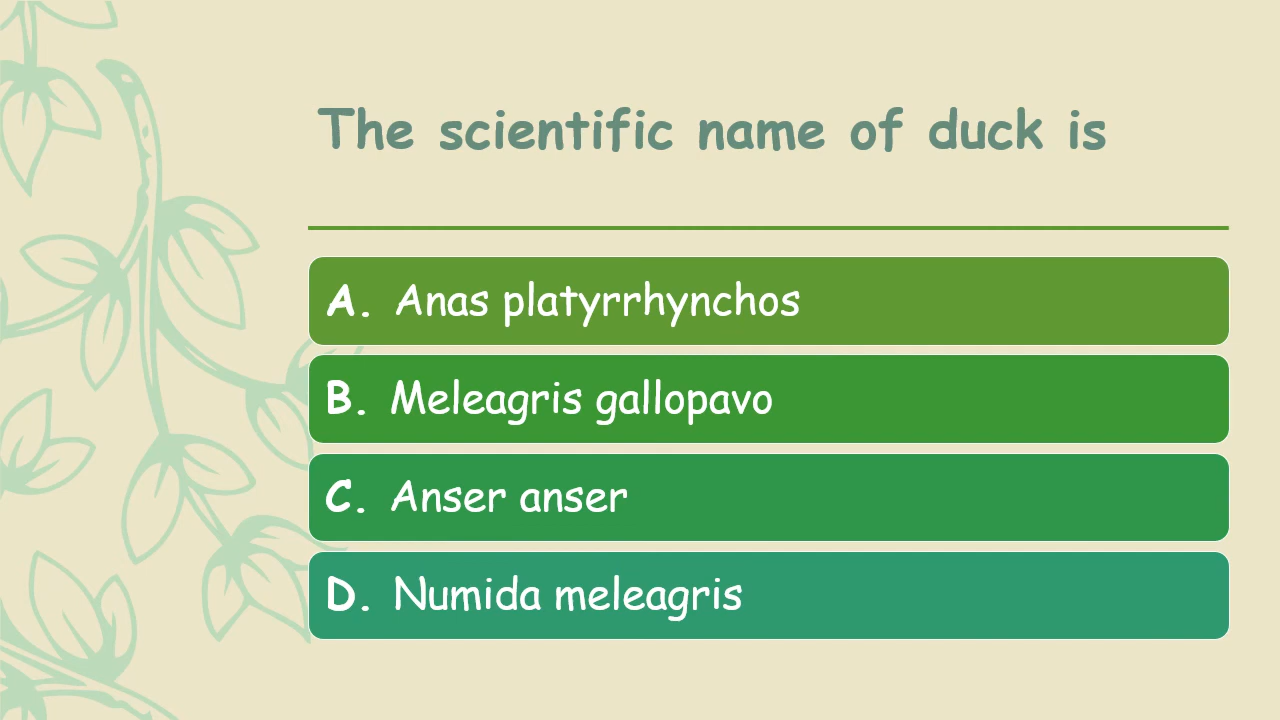 The scientific name of duck is
A. Anas platyrrhynchos
B. Meleagris gallopavo
C. Anser anser
D. Numida meleagris